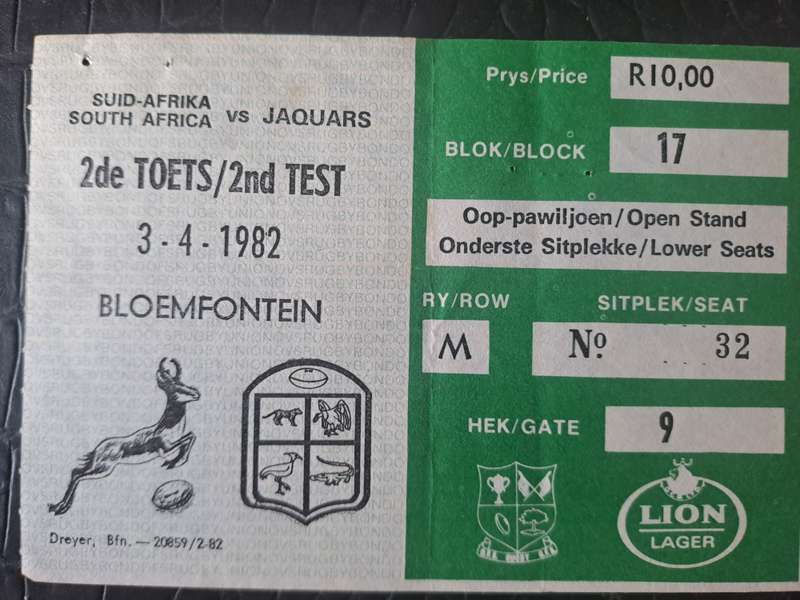 SUID-AFRIKA
SOUTH AFRICA vs JAQUARS
2de TOETS/2nd TEST
3-4-1982
BLOEMFONTEIN
Dreyer, Bfn. — 20859/2-82
Prys/Price R10,00
BLOK/BLOCK 17
Oop-pawiljoen/Open Stand
Onderste Sitplekke/Lower Seats
RY/ROW SITPLEK/SEAT
M No 32
HEK/GATE 9
LION
LAGER